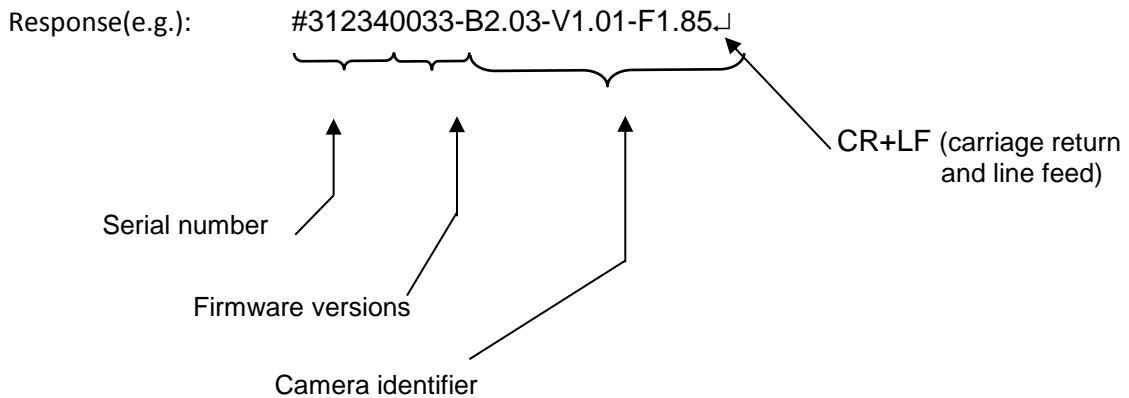 Response(e.g.): #312340033-B2.03-V1.01-F1.85↵
CR+LF (carriage return
and line feed)
Serial number
Firmware versions
Camera identifier